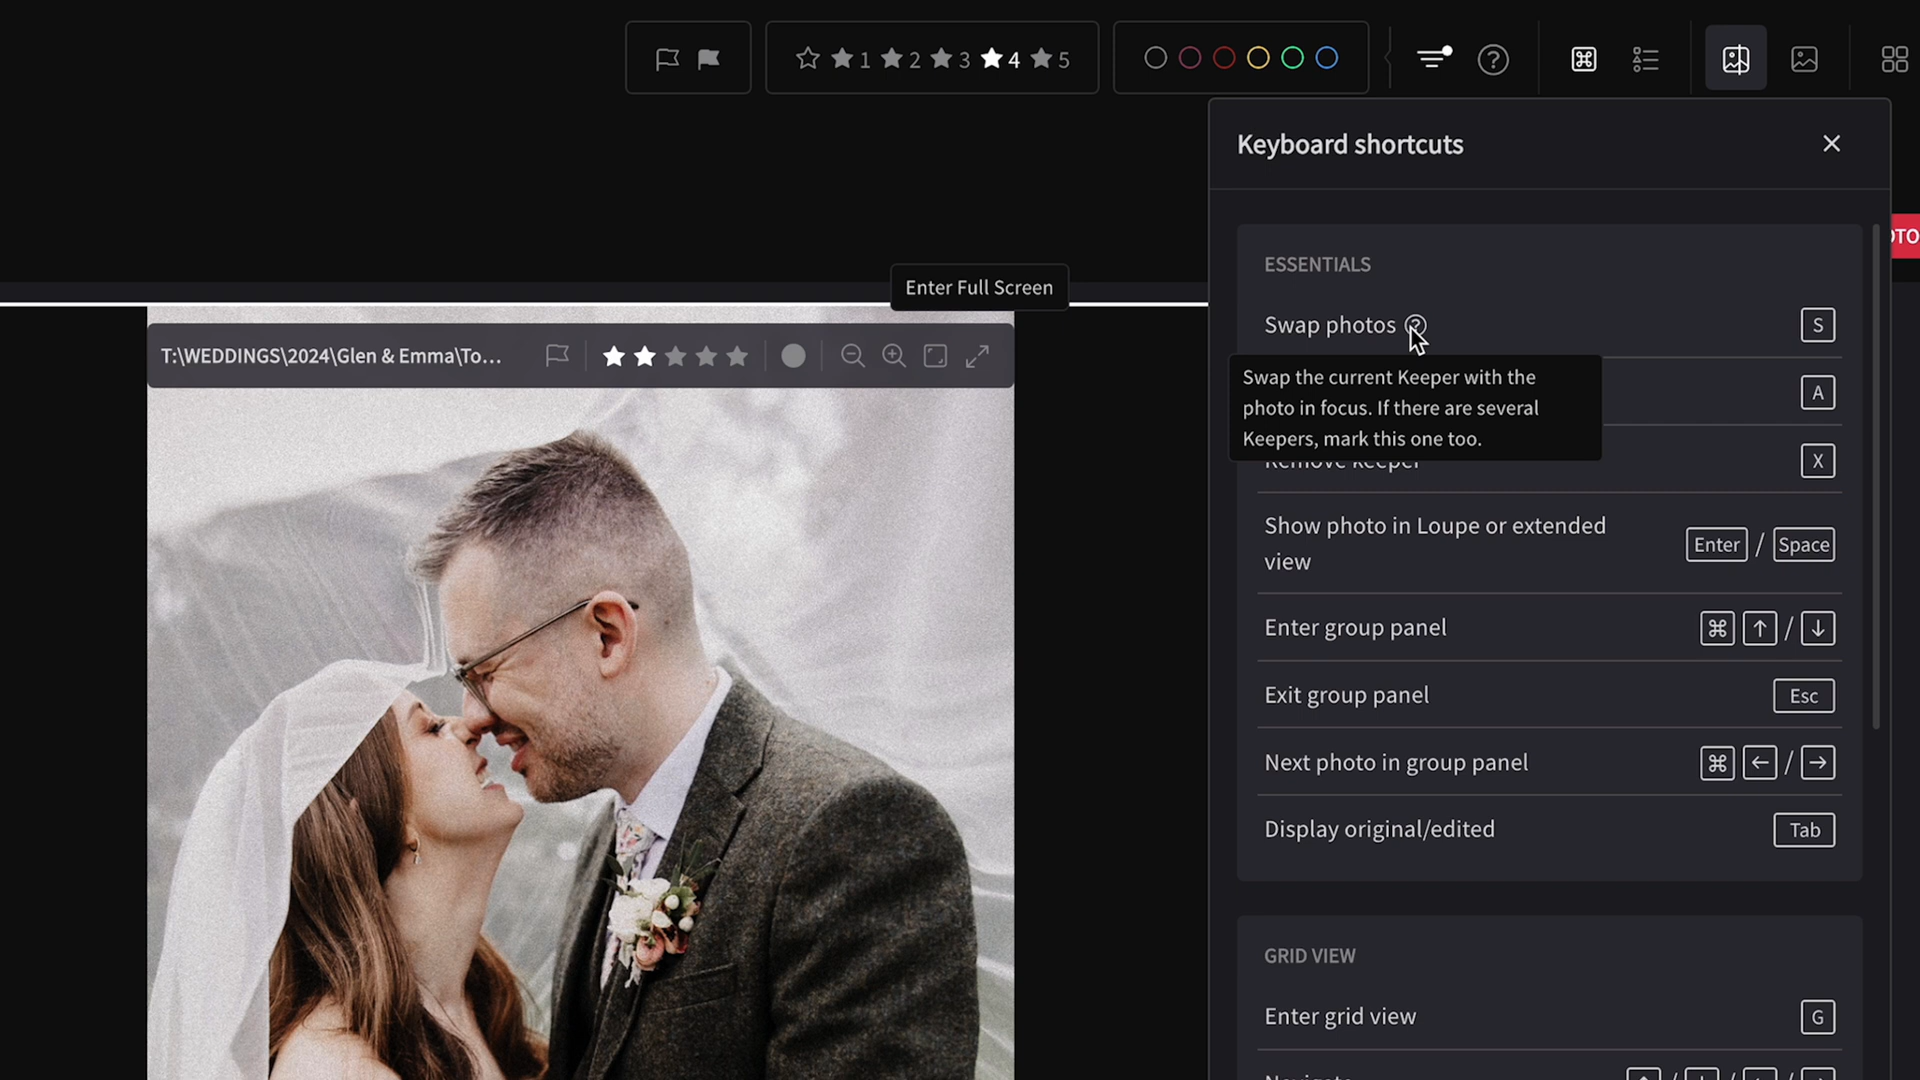 1 2 3 4 5
Keyboard shortcuts
OTO
ESSENTIALS
Enter Full Screen
Swap photos ? S
T:\WEDDINGS\2024\Glen & Emma\To...
Swap the current Keeper with the
photo in focus. If there are several
Keepers, mark this one too.
A
Remove keeper X
Show photo in Loupe or extended
view
Enter / Space
Enter group panel ⌘ ↑ / ↓
Exit group panel Esc
Next photo in group panel ⌘ ← / →
Display original/edited Tab
GRID VIEW
Enter grid view G
Navigate